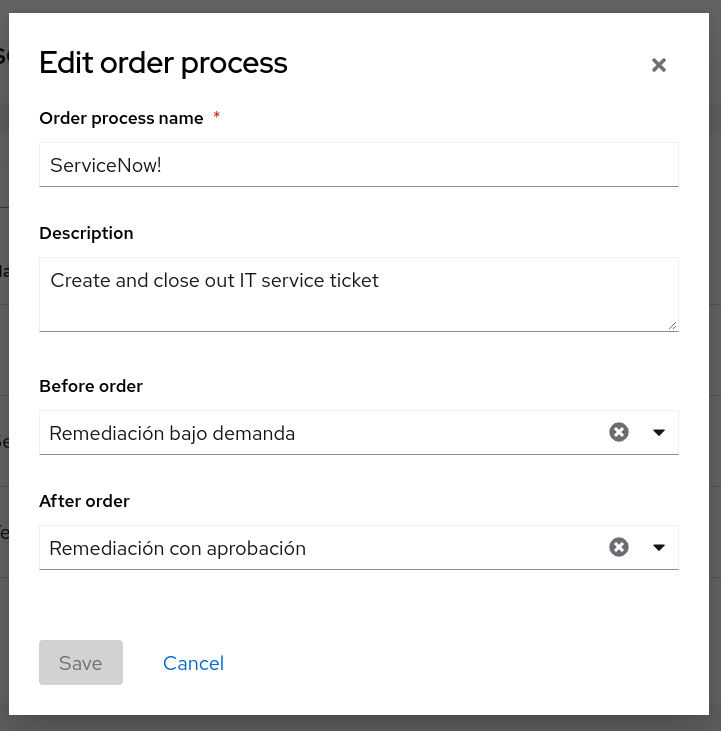 Edit order process
Order process name *
ServiceNow!
Description
Create and close out IT service ticket
Before order
Remediación bajo demanda
After order
Remediación con aprobación
Save Cancel